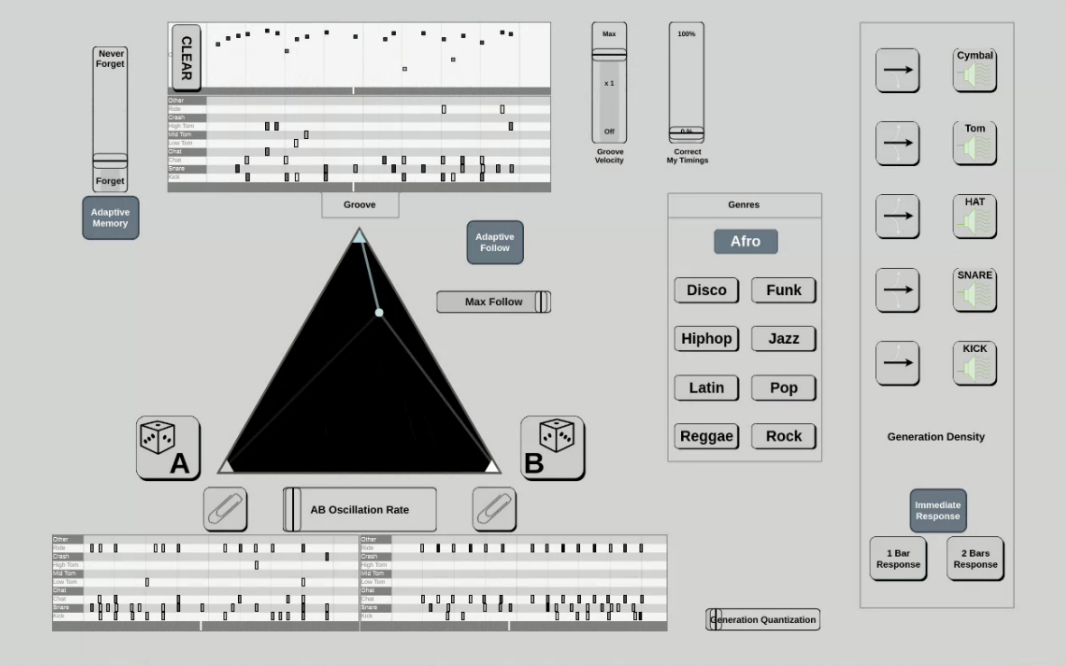 Never
Forget
Forget
Adaptive
Memory
CLEAR
Other
Ride
Crash
High Tom
Mid Tom
Low Tom
Ohat
Chat
Snare
Kick
Groove
Max
x 1
Off
Groove
Velocity
100%
0 %
Correct
My Timings
Adaptive
Follow
Max Follow
Genres
Afro
Disco
Funk
Hiphop
Jazz
Latin
Pop
Reggae
Rock
Cymbal
Tom
HAT
SNARE
KICK
Generation Density
Immediate
Response
1 Bar
Response
2 Bars
Response
A
B
AB Oscillation Rate
Other
Ride
Crash
High Tom
Mid Tom
Low Tom
Ohat
Chat
Snare
Kick
Other
Ride
Crash
High Tom
Mid Tom
Low Tom
Ohat
Chat
Snare
Kick
Generation Quantization